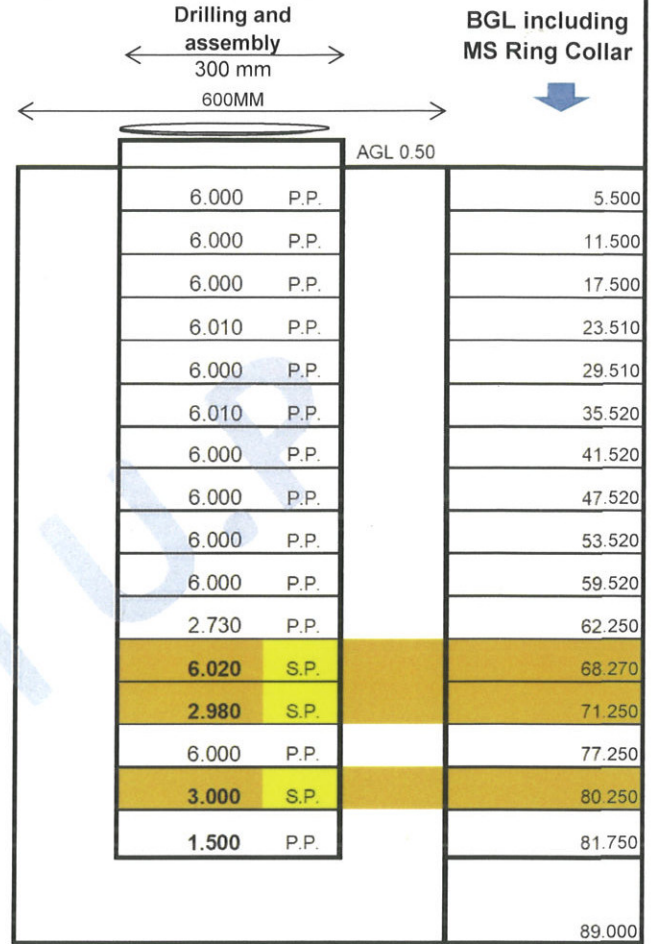 Drilling and
assembly
300 mm
600MM
BGL including
MS Ring Collar
AGL 0.50
6.000 P.P. 5.500
6.000 P.P. 11.500
6.000 P.P. 17.500
6.010 P.P. 23.510
6.000 P.P. 29.510
6.010 P.P. 35.520
6.000 P.P. 41.520
6.000 P.P. 47.520
6.000 P.P. 53.520
6.000 P.P. 59.520
2.730 P.P. 62.250
6.020 S.P. 68.270
2.980 S.P. 71.250
6.000 P.P. 77.250
3.000 S.P. 80.250
1.500 P.P. 81.750
89.000
U.P